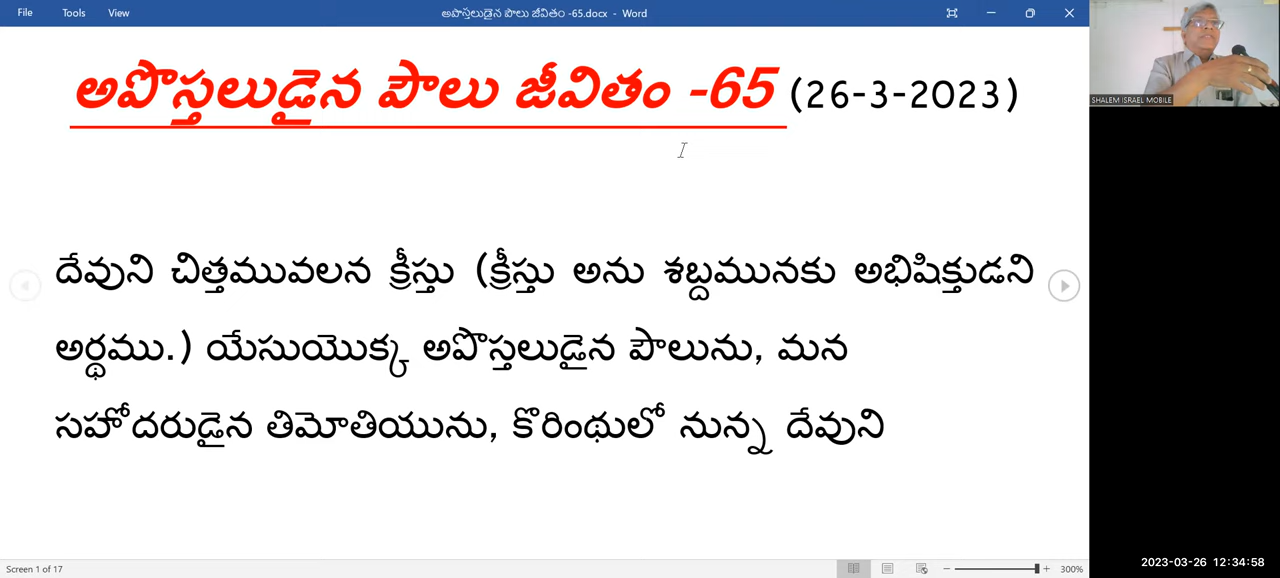 File Tools View అపొస్తలుడైన పౌలు జీవితం -65.docx - Word
SHALEM ISRAEL MOBILE
అపొస్తలుడైన పౌలు జీవితం -65 (26-3-2023)
దేవుని చిత్తమువలన క్రీస్తు (క్రీస్తు అను శబ్దమునకు అభిషిక్తుడని
అర్థము.) యేసుయొక్క అపొస్తలుడైన పౌలును, మన
సహోదరుడైన తిమోతియును, కొరింథులో నున్న దేవుని
Screen 1 of 17 300%
2023-03-26 12:34:58